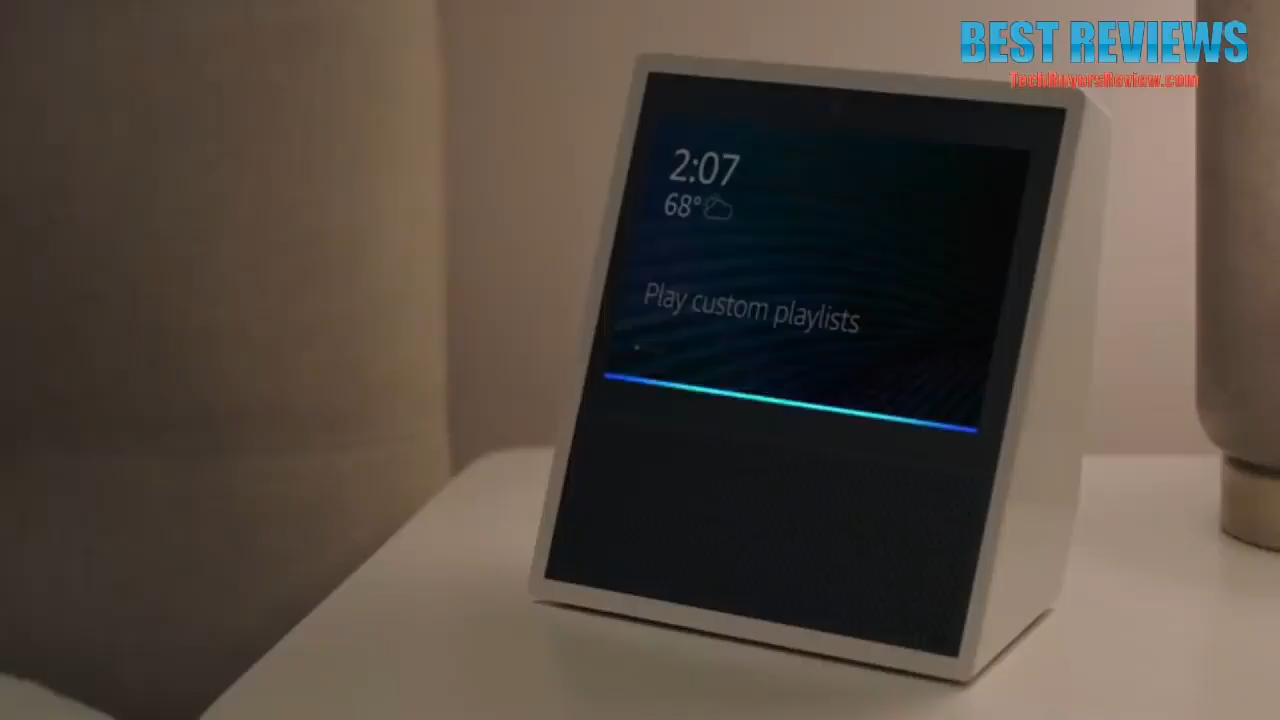 BEST REVIEWS
TechBuyersReview.com
2:07
68°
Play custom playlists